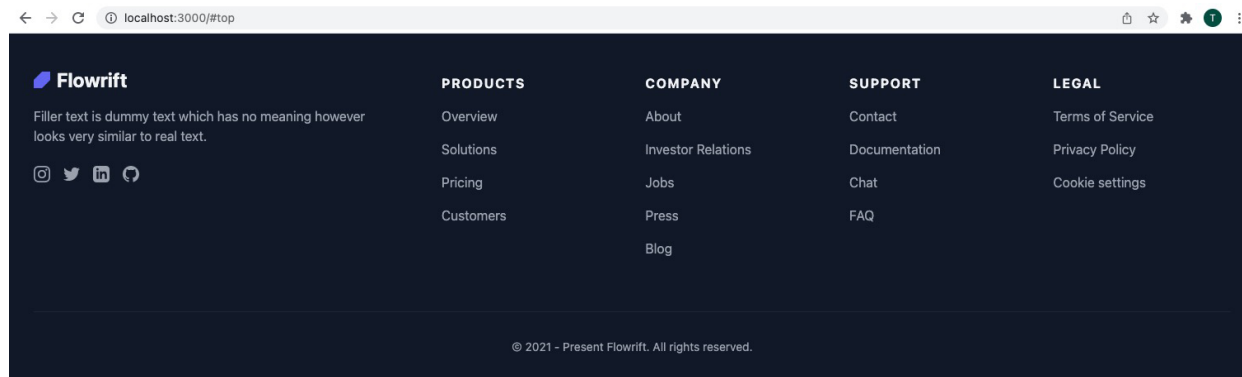 localhost:3000/#top
T
Flowrift
Filler text is dummy text which has no meaning however
looks very similar to real text.
PRODUCTS
Overview
Solutions
Pricing
Customers
COMPANY
About
Investor Relations
Jobs
Press
Blog
SUPPORT
Contact
Documentation
Chat
FAQ
LEGAL
Terms of Service
Privacy Policy
Cookie settings
© 2021 - Present Flowrift. All rights reserved.